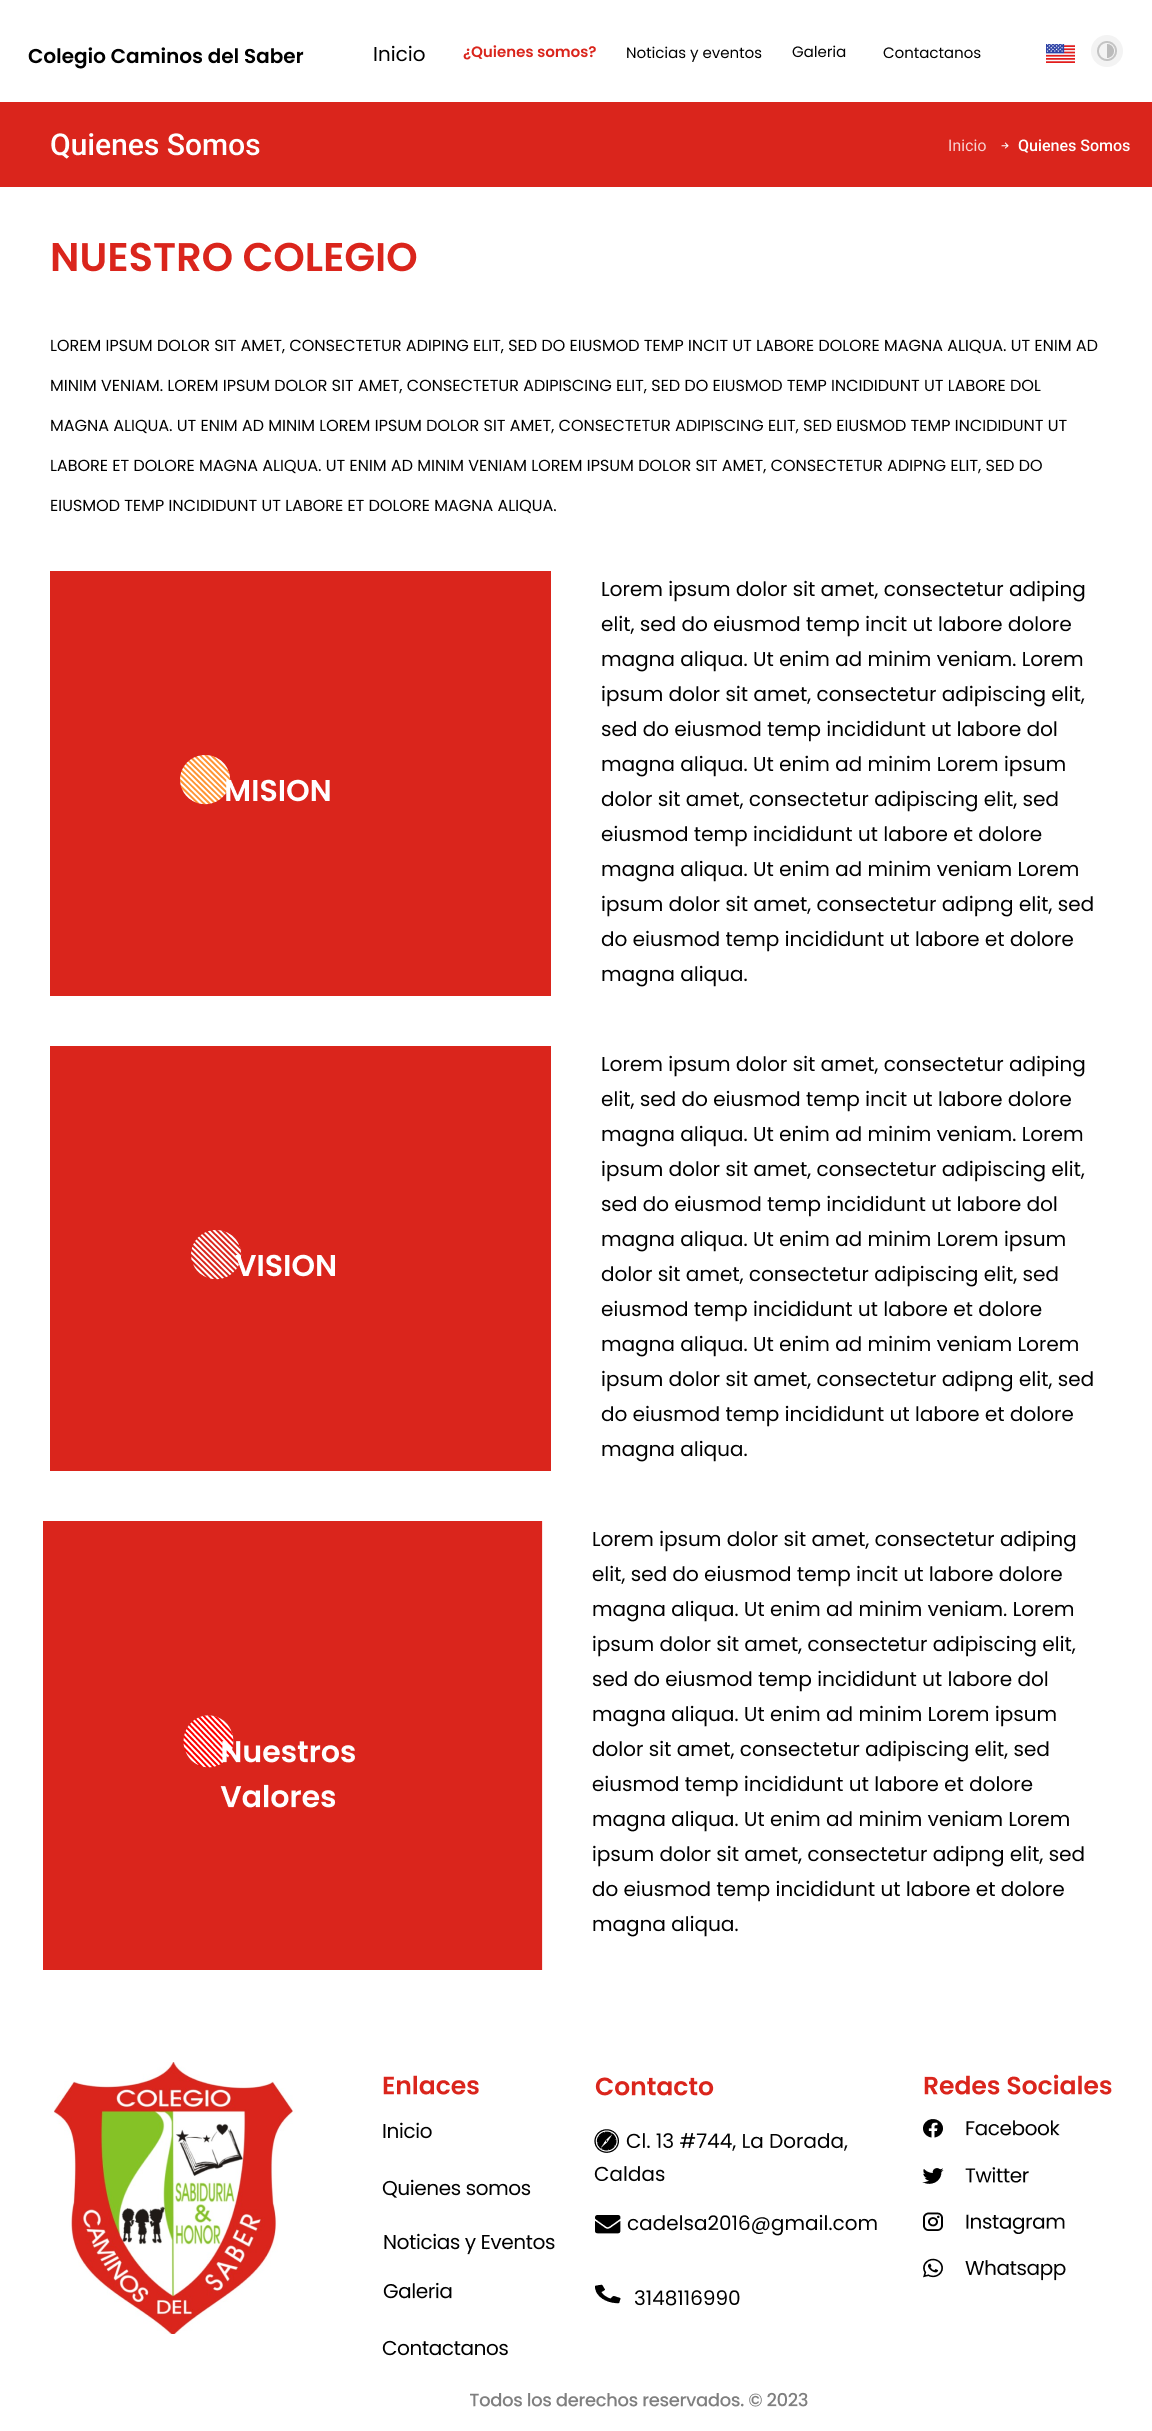 Colegio Caminos del Saber
Inicio
¿Quienes somos?
Noticias y eventos
Galeria
Contactanos
Quienes Somos
Inicio → Quienes Somos
NUESTRO COLEGIO
LOREM IPSUM DOLOR SIT AMET, CONSECTETUR ADIPING ELIT, SED DO EIUSMOD TEMP INCIT UT LABORE DOLORE MAGNA ALIQUA. UT ENIM AD
MINIM VENIAM. LOREM IPSUM DOLOR SIT AMET, CONSECTETUR ADIPISCING ELIT, SED DO EIUSMOD TEMP INCIDIDUNT UT LABORE DOL
MAGNA ALIQUA. UT ENIM AD MINIM LOREM IPSUM DOLOR SIT AMET, CONSECTETUR ADIPISCING ELIT, SED EIUSMOD TEMP INCIDIDUNT UT
LABORE ET DOLORE MAGNA ALIQUA. UT ENIM AD MINIM VENIAM LOREM IPSUM DOLOR SIT AMET, CONSECTETUR ADIPNG ELIT, SED DO
EIUSMOD TEMP INCIDIDUNT UT LABORE ET DOLORE MAGNA ALIQUA.
MISION
Lorem ipsum dolor sit amet, consectetur adiping
elit, sed do eiusmod temp incit ut labore dolore
magna aliqua. Ut enim ad minim veniam. Lorem
ipsum dolor sit amet, consectetur adipiscing elit,
sed do eiusmod temp incididunt ut labore dol
magna aliqua. Ut enim ad minim Lorem ipsum
dolor sit amet, consectetur adipiscing elit, sed
eiusmod temp incididunt ut labore et dolore
magna aliqua. Ut enim ad minim veniam Lorem
ipsum dolor sit amet, consectetur adipng elit, sed
do eiusmod temp incididunt ut labore et dolore
magna aliqua.
VISION
Lorem ipsum dolor sit amet, consectetur adiping
elit, sed do eiusmod temp incit ut labore dolore
magna aliqua. Ut enim ad minim veniam. Lorem
ipsum dolor sit amet, consectetur adipiscing elit,
sed do eiusmod temp incididunt ut labore dol
magna aliqua. Ut enim ad minim Lorem ipsum
dolor sit amet, consectetur adipiscing elit, sed
eiusmod temp incididunt ut labore et dolore
magna aliqua. Ut enim ad minim veniam Lorem
ipsum dolor sit amet, consectetur adipng elit, sed
do eiusmod temp incididunt ut labore et dolore
magna aliqua.
Nuestros
Valores
Lorem ipsum dolor sit amet, consectetur adiping
elit, sed do eiusmod temp incit ut labore dolore
magna aliqua. Ut enim ad minim veniam. Lorem
ipsum dolor sit amet, consectetur adipiscing elit,
sed do eiusmod temp incididunt ut labore dol
magna aliqua. Ut enim ad minim Lorem ipsum
dolor sit amet, consectetur adipiscing elit, sed
eiusmod temp incididunt ut labore et dolore
magna aliqua. Ut enim ad minim veniam Lorem
ipsum dolor sit amet, consectetur adipng elit, sed
do eiusmod temp incididunt ut labore et dolore
magna aliqua.
COLEGIO
SABIDURIA
&
HONOR
CAMINOS DEL SABER
Enlaces
Inicio
Quienes somos
Noticias y Eventos
Galeria
Contactanos
Contacto
Cl. 13 #744, La Dorada,
Caldas
cadelsa2016@gmail.com
3148116990
Redes Sociales
Facebook
Twitter
Instagram
Whatsapp
Todos los derechos reservados. © 2023